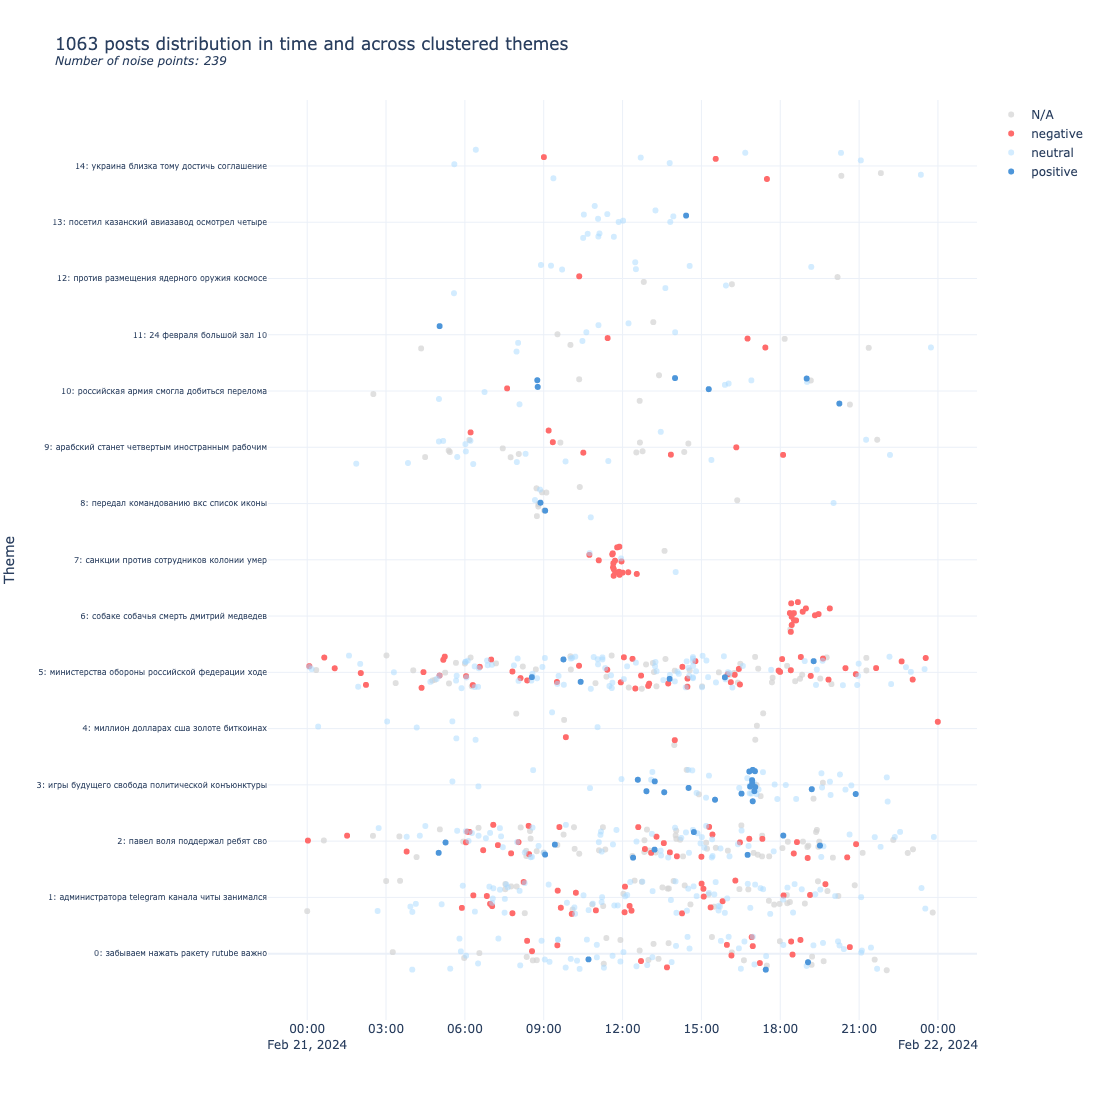 1063 posts distribution in time and across clustered themes
Number of noise points: 239
N/A
negative
neutral
positive
Theme
14: украина близка тому достичь соглашение
13: посетил казанский авиазавод осмотрел четыре
12: против размещения ядерного оружия космосе
11: 24 февраля большой зал 10
10: российская армия смогла добиться перелома
9: арабский станет четвертым иностранным рабочим
8: передал командованию вкс список иконы
7: санкции против сотрудников колонии умер
6: собаке собачья смерть дмитрий медведев
5: министерства обороны российской федерации ходе
4: миллион долларах сша золоте биткоинах
3: игры будущего свобода политической конъюнктуры
2: павел воля поддержал ребят сво
1: администратора telegram канала читы занимался
0: забываем нажать ракету rutube важно
00:00 03:00 06:00 09:00 12:00 15:00 18:00 21:00 00:00
Feb 21, 2024 Feb 22, 2024